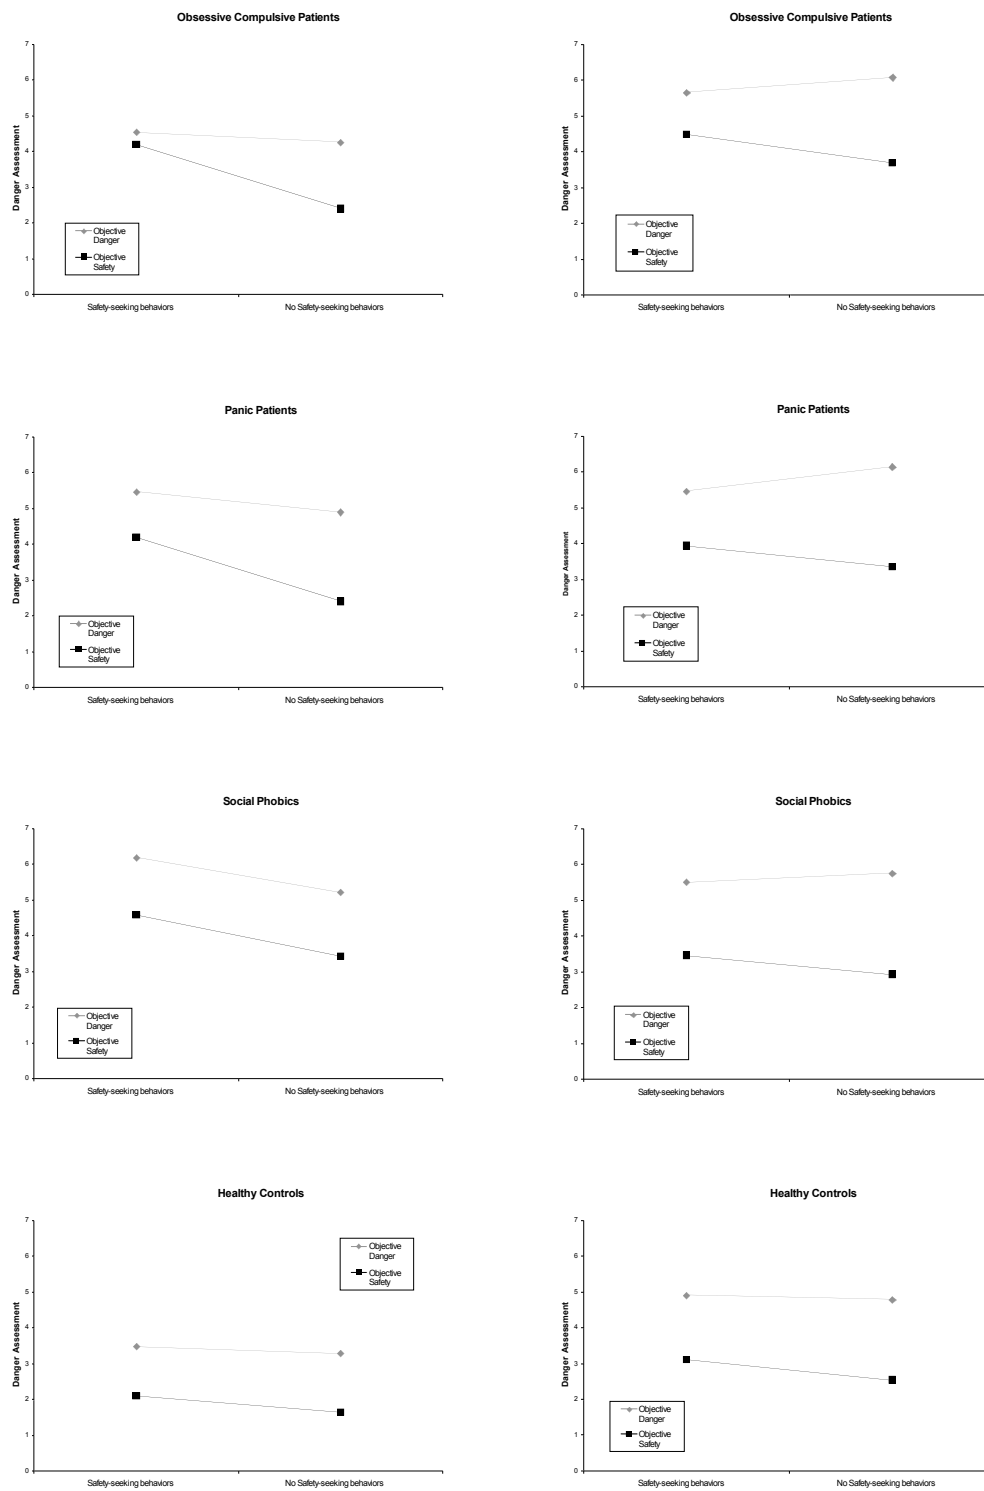 Obsessive Compulsive Patients
7
6
5
4
3
2
1
0
Danger Assessment
Objective
Danger
Objective
Safety
Safety-seeking behaviors
No Safety-seeking behaviors
Obsessive Compulsive Patients
7
6
5
4
3
2
1
0
Danger Assessment
Objective
Danger
Objective
Safety
Safety-seeking behaviors
No Safety-seeking behaviors
Panic Patients
7
6
5
4
3
2
1
0
Danger Assessment
Objective
Danger
Objective
Safety
Safety-seeking behaviors
No Safety-seeking behaviors
Panic Patients
7
6
5
4
3
2
1
0
Danger Assessment
Objective
Danger
Objective
Safety
Safety-seeking behaviors
No Safety-seeking behaviors
Social Phobics
7
6
5
4
3
2
1
0
Danger Assessment
Objective
Danger
Objective
Safety
Safety-seeking behaviors
No Safety-seeking behaviors
Social Phobics
7
6
5
4
3
2
1
0
Danger Assessment
Objective
Danger
Objective
Safety
Safety-seeking behaviors
No Safety-seeking behaviors
Healthy Controls
7
6
5
4
3
2
1
0
Danger Assessment
Objective
Danger
Objective
Safety
Safety-seeking behaviors
No Safety-seeking behaviors
Healthy Controls
7
6
5
4
3
2
1
0
Danger Assessment
Objective
Danger
Objective
Safety
Safety-seeking behaviors
No Safety-seeking behaviors